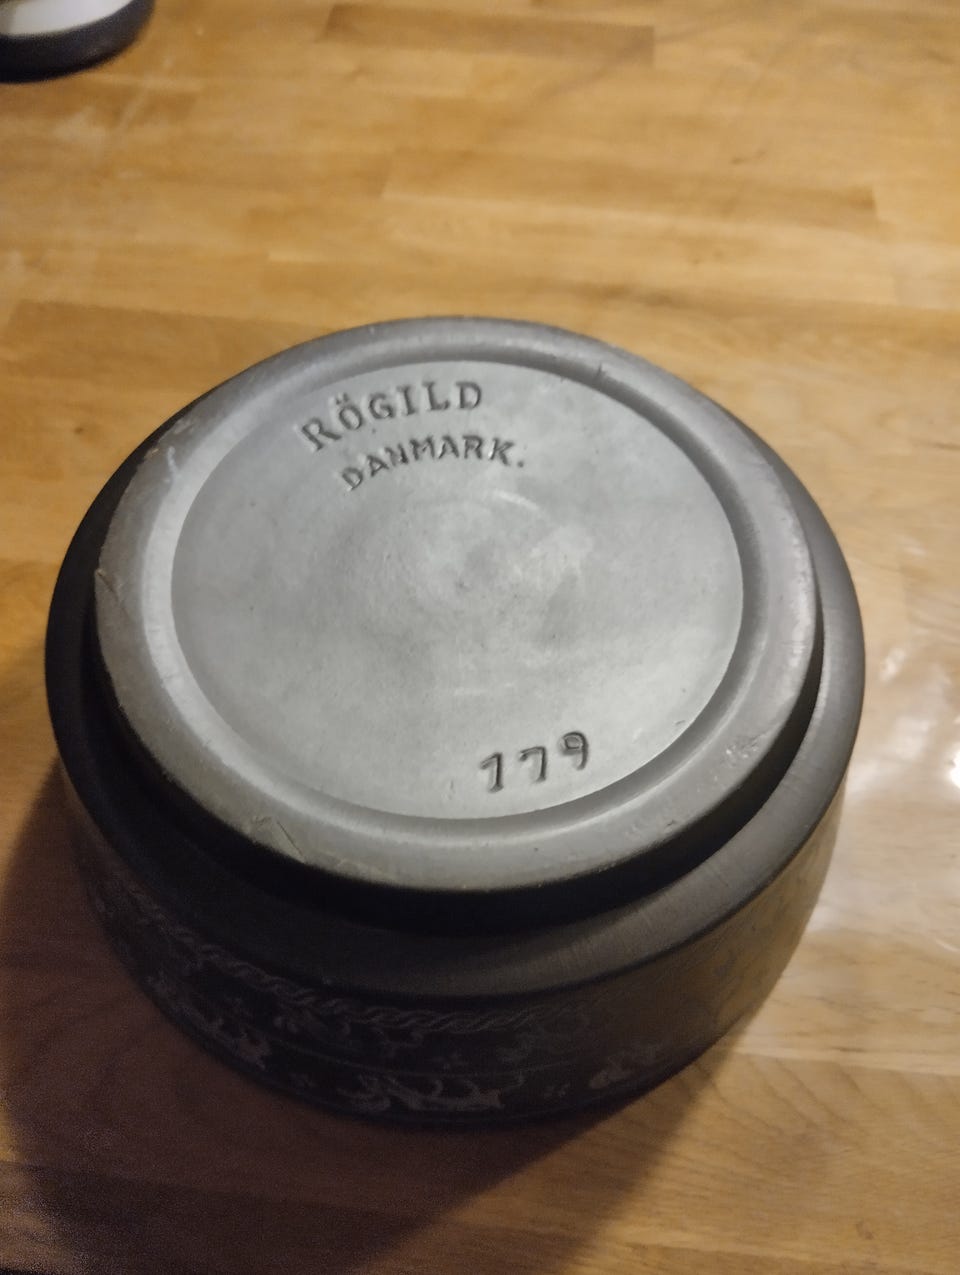 RÖGILD
DANMARK.
179